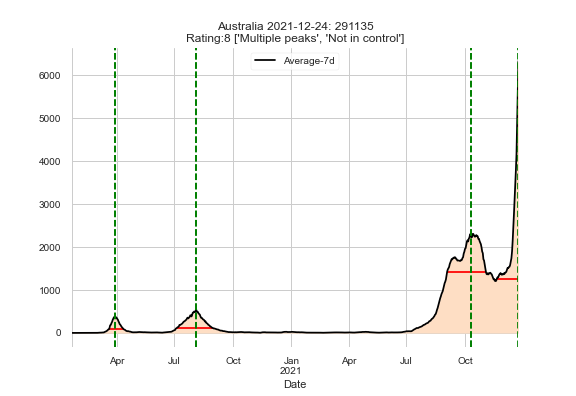 Australia 2021-12-24: 291135
Rating:8 ['Multiple peaks', 'Not in control']
Average-7d
6000
5000
4000
3000
2000
1000
0
Apr Jul Oct Jan Apr Jul Oct
2021
Date